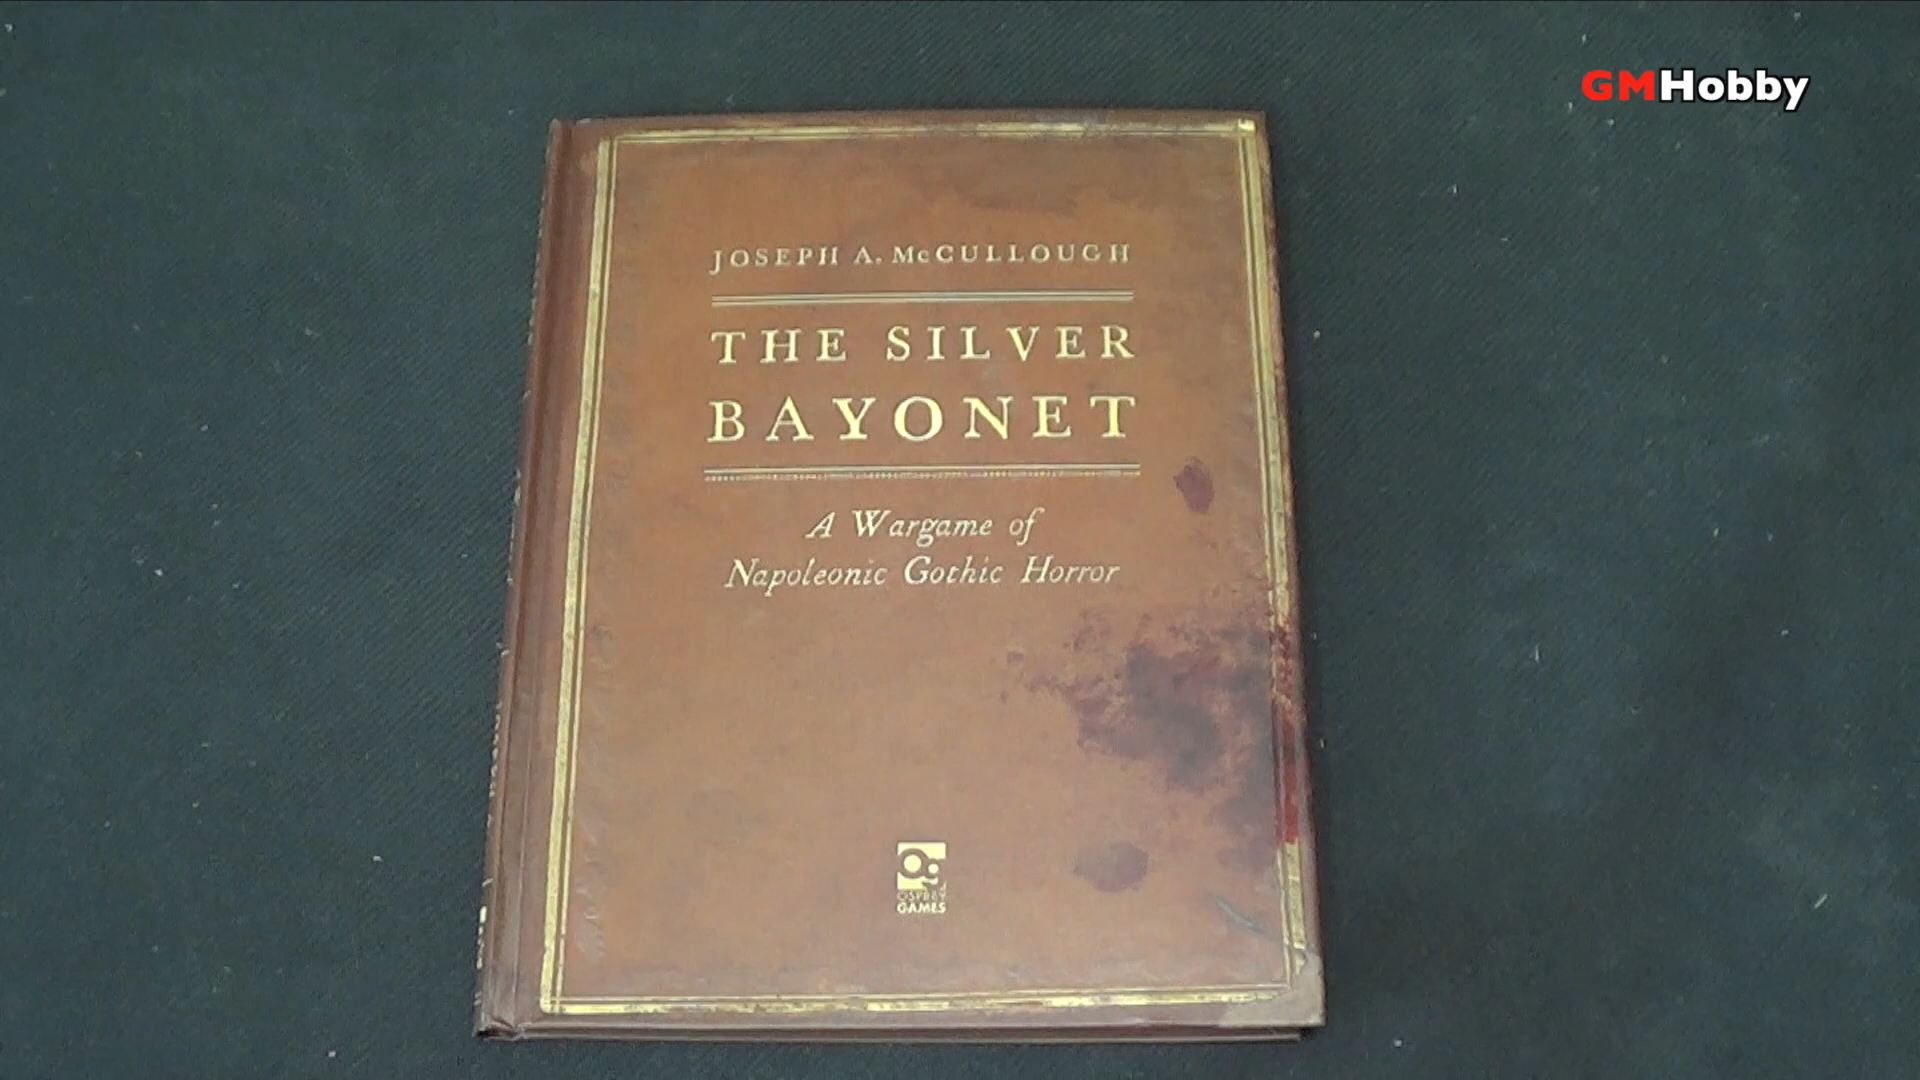 GMHobby
JOSEPH A. McCULLOUGH
THE SILVER
BAYONET
A Wargame of
Napoleonic Gothic Horror
OSPREY
GAMES